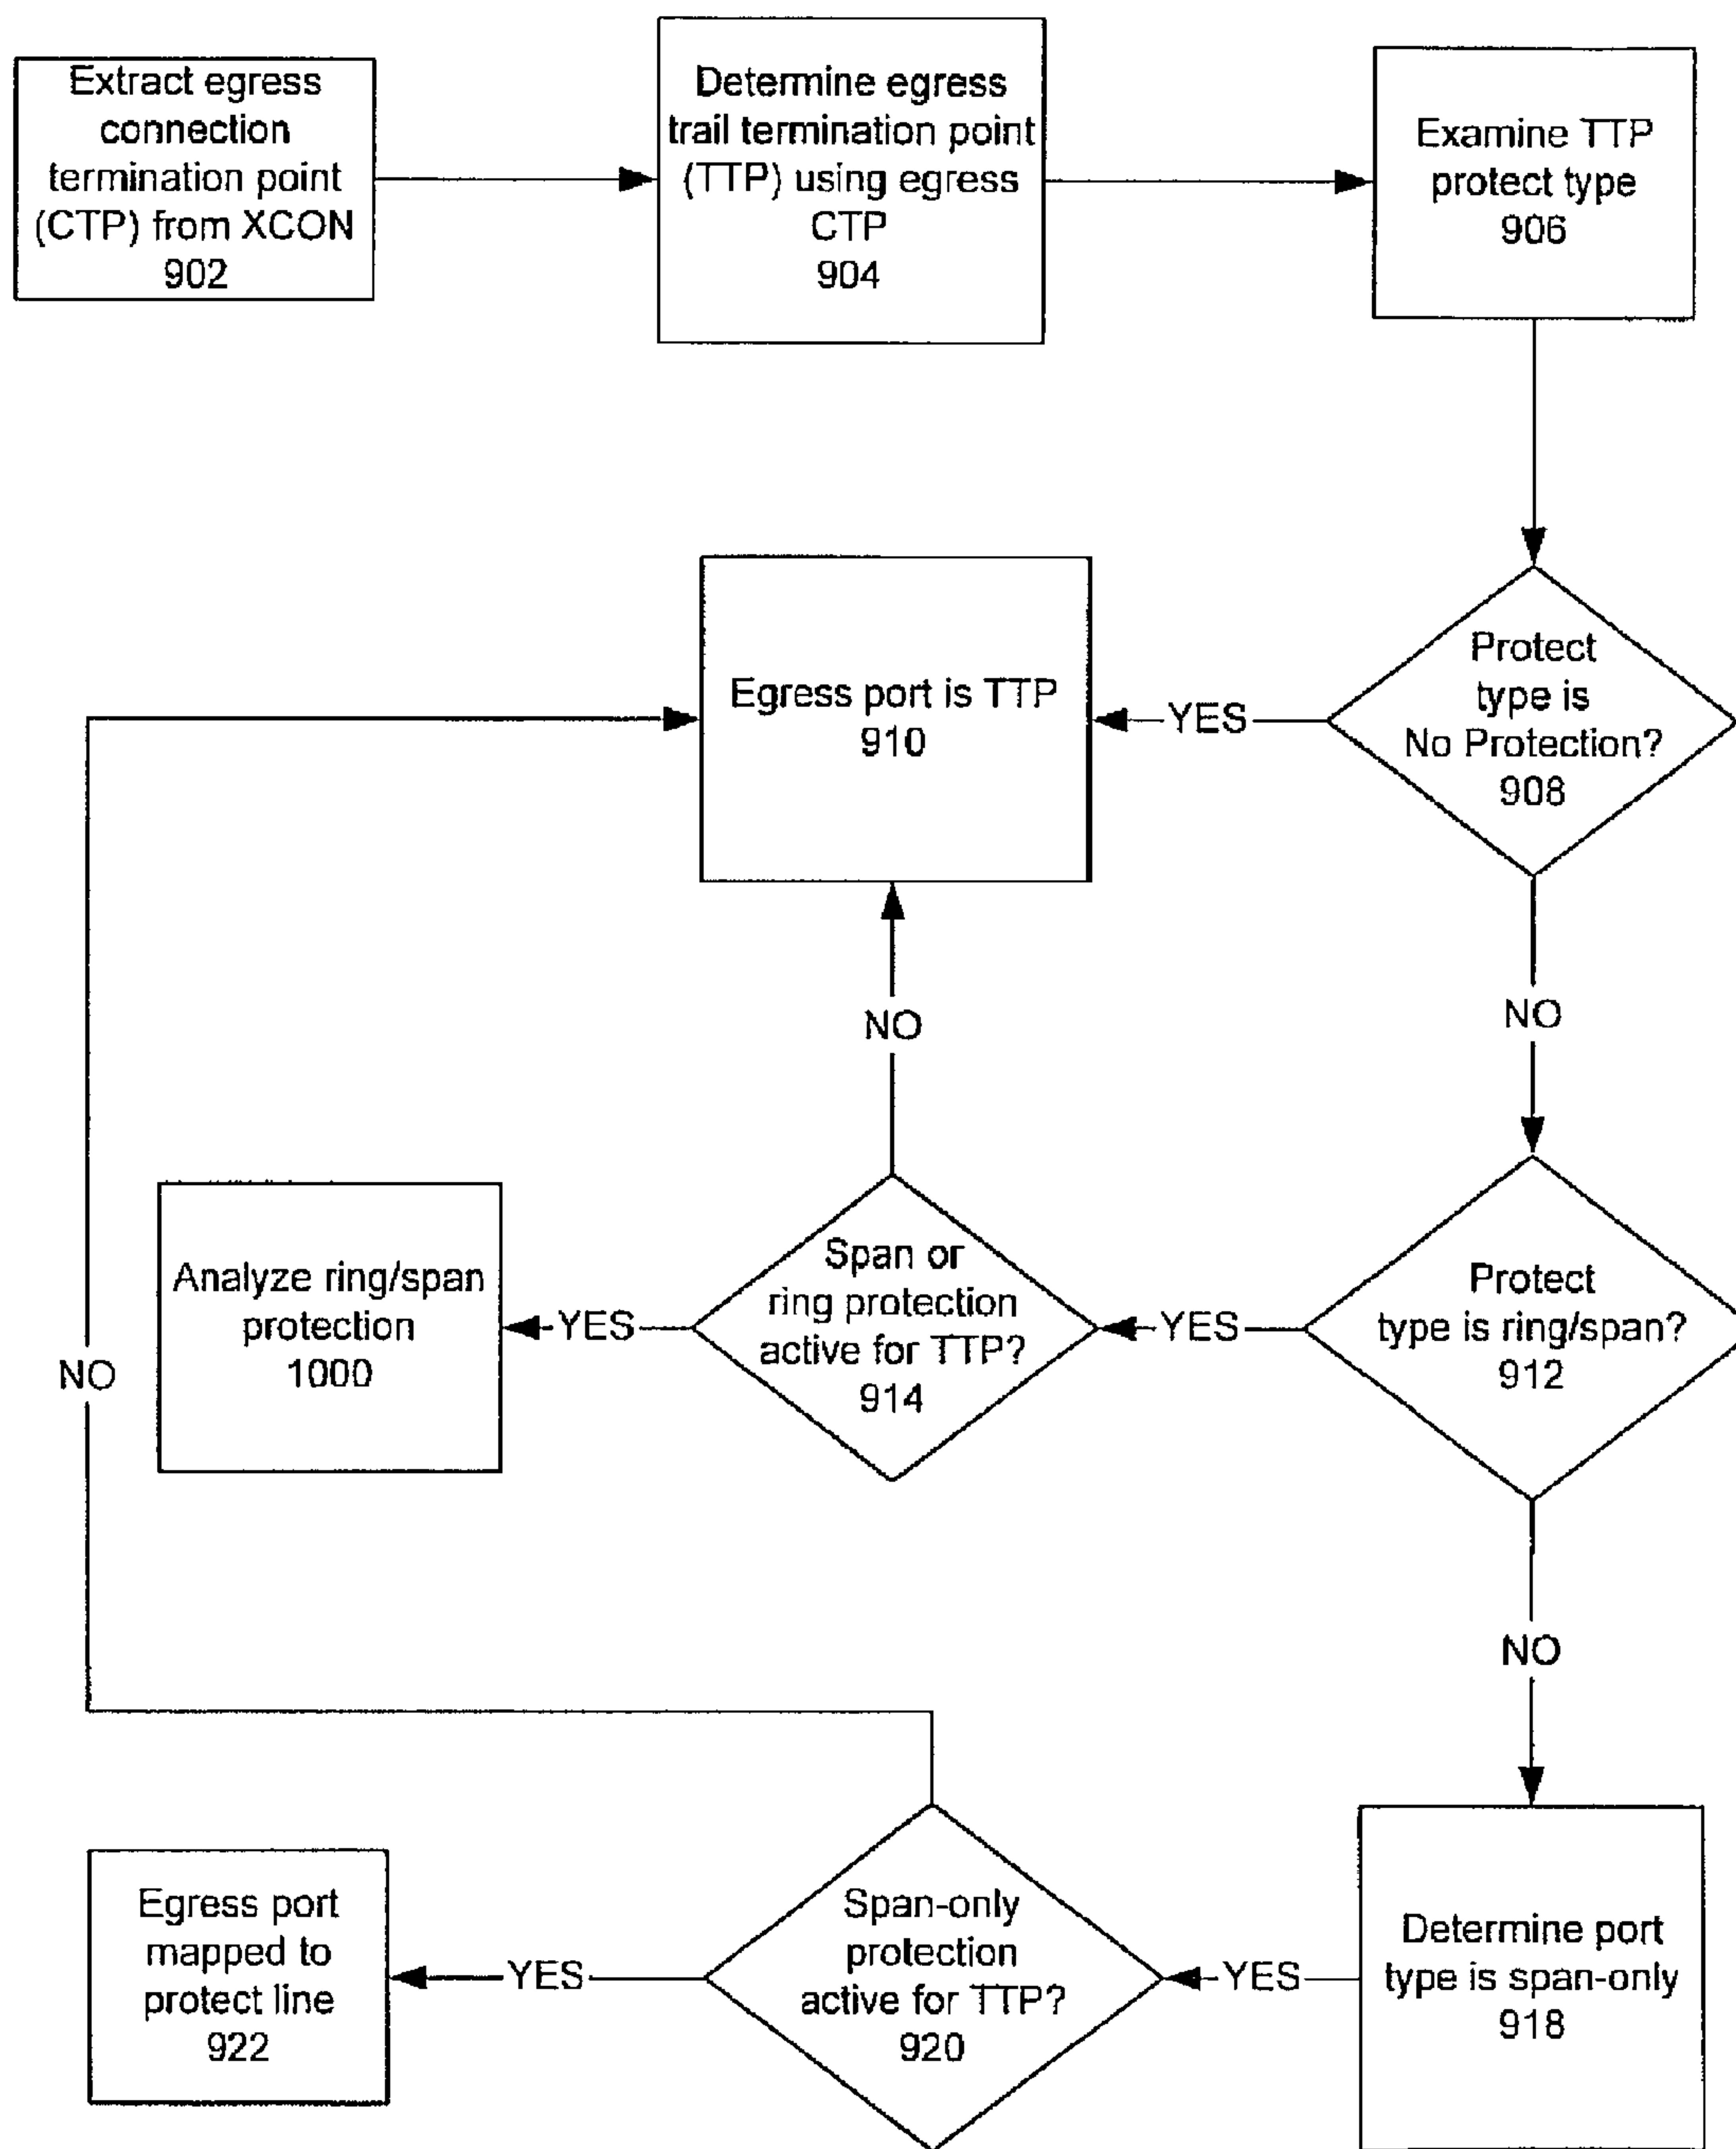 Extract egress
connection
termination point
(CTP) from XCON
902
Determine egress
trail termination point
(TTP) using egress
CTP
904
Examine TTP
protect type
906
Egress port is TTP
910
YES
Protect
type is
No Protection?
908
NO
NO
Analyze ring/span
protection
1000
YES
Span or
ring protection
active for TTP?
914
YES
Protect
type is ring/span?
912
NO
NO
Egress port
mapped to
protect line
922
YES
Span-only
protection
active for TTP?
920
YES
Determine port
type is span-only
918